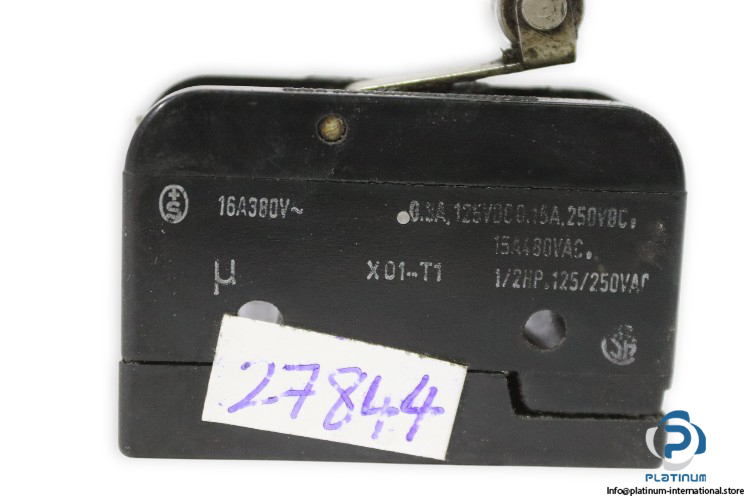 +S
16A380V~
0.3A,125VDC 0.15A,250VDC,
15A480VAC,
µ
X01--T1
1/2HP.125/250VAC
27844
PLATINUM
Info@platinum-international.store